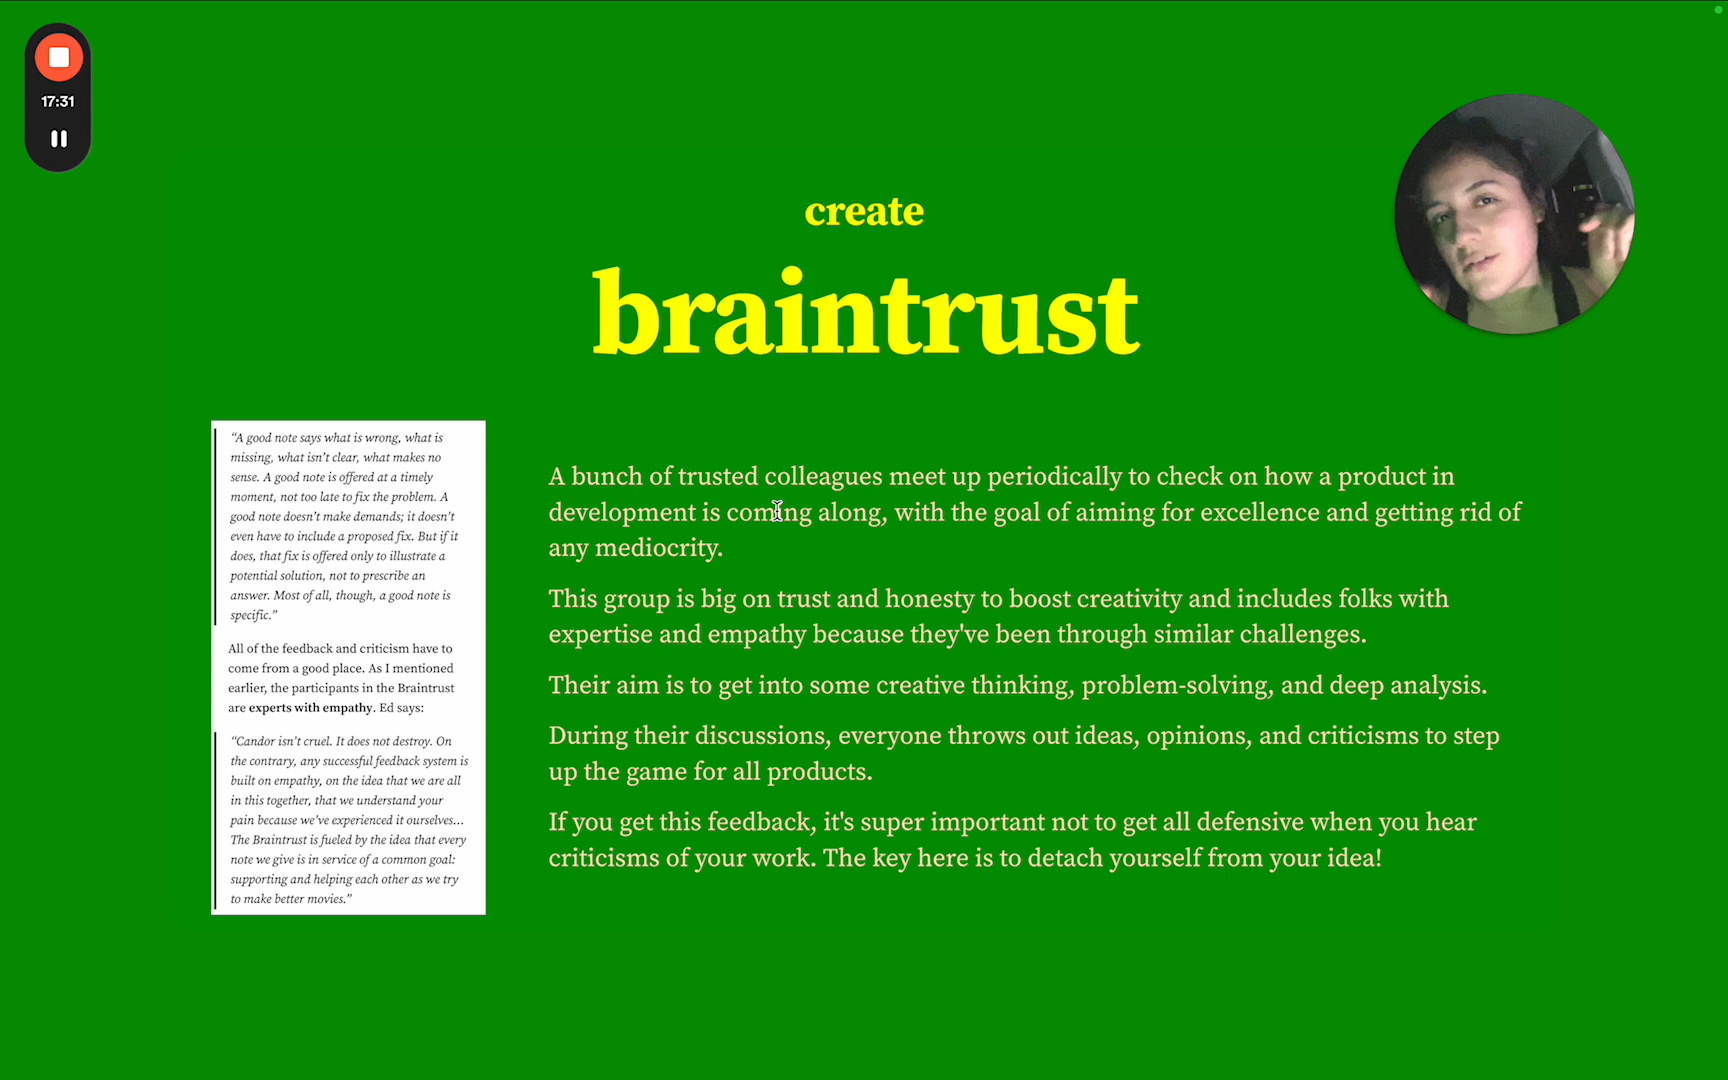 17:31
create
braintrust
“A good note says what is wrong, what is
missing, what isn’t clear, what makes no
sense. A good note is offered at a timely
moment, not too late to fix the problem. A
good note doesn’t make demands; it doesn’t
even have to include a proposed fix. But if it
does, that fix is offered only to illustrate a
potential solution, not to prescribe an
answer. Most of all, though, a good note is
specific.”
All of the feedback and criticism have to
come from a good place. As I mentioned
earlier, the participants in the Braintrust
are experts with empathy. Ed says:
“Candor isn’t cruel. It does not destroy. On
the contrary, any successful feedback system is
built on empathy, on the idea that we are all
in this together, that we understand your
pain because we’ve experienced it ourselves…
The Braintrust is fueled by the idea that every
note we give is in service of a common goal:
supporting and helping each other as we try
to make better movies.”
A bunch of trusted colleagues meet up periodically to check on how a product in
development is coming along, with the goal of aiming for excellence and getting rid of
any mediocrity.
This group is big on trust and honesty to boost creativity and includes folks with
expertise and empathy because they've been through similar challenges.
Their aim is to get into some creative thinking, problem-solving, and deep analysis.
During their discussions, everyone throws out ideas, opinions, and criticisms to step
up the game for all products.
If you get this feedback, it's super important not to get all defensive when you hear
criticisms of your work. The key here is to detach yourself from your idea!